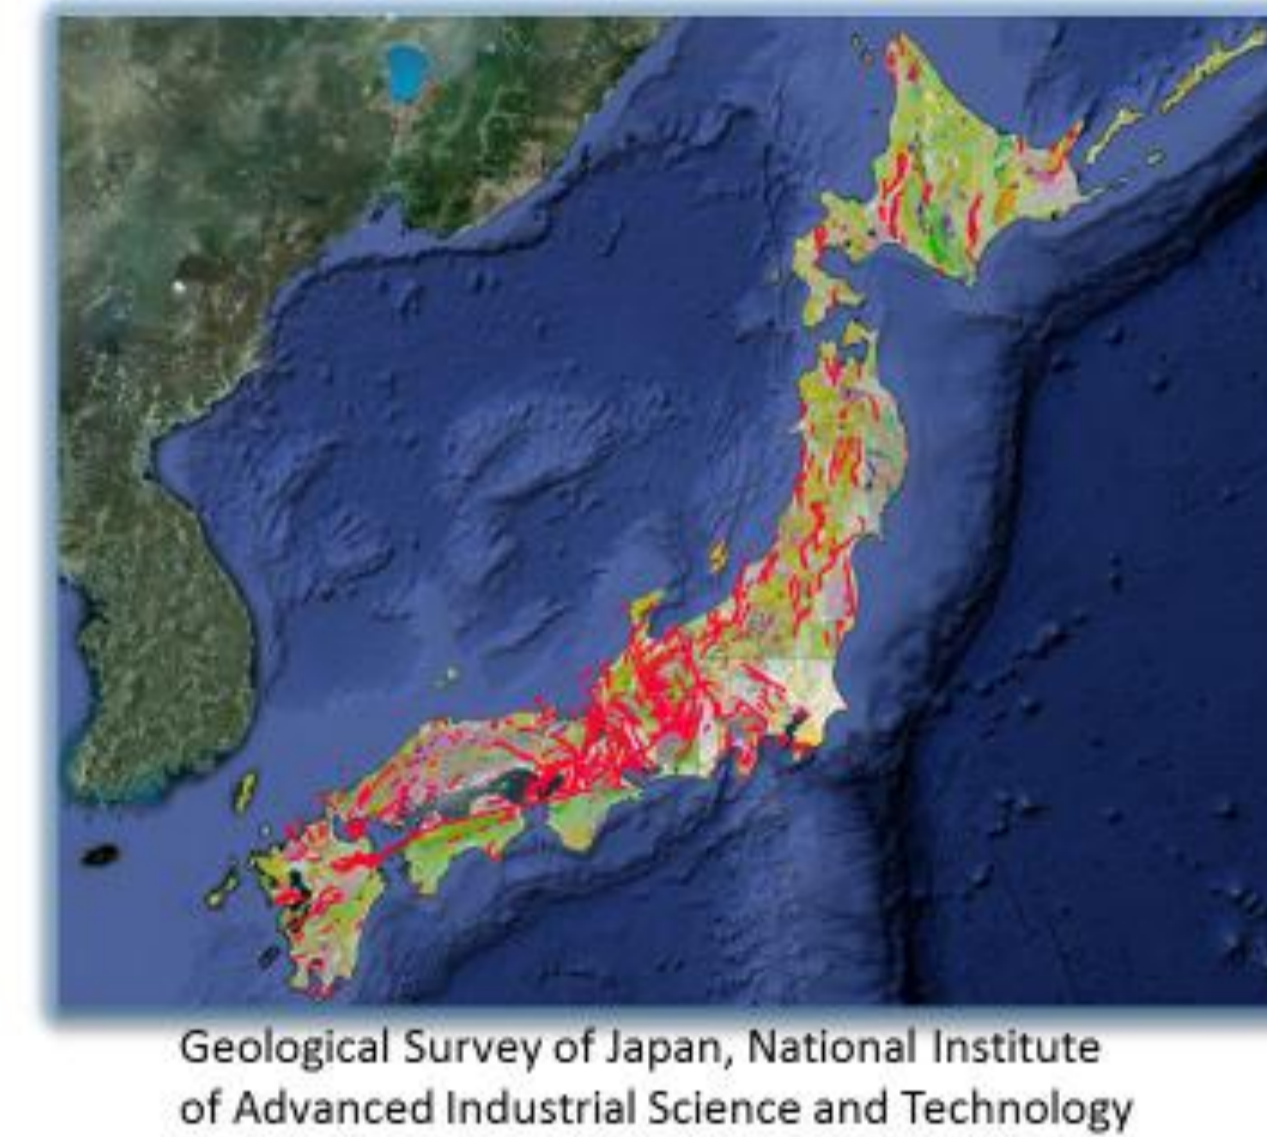 Geological Survey of Japan, National Institute
of Advanced Industrial Science and Technology